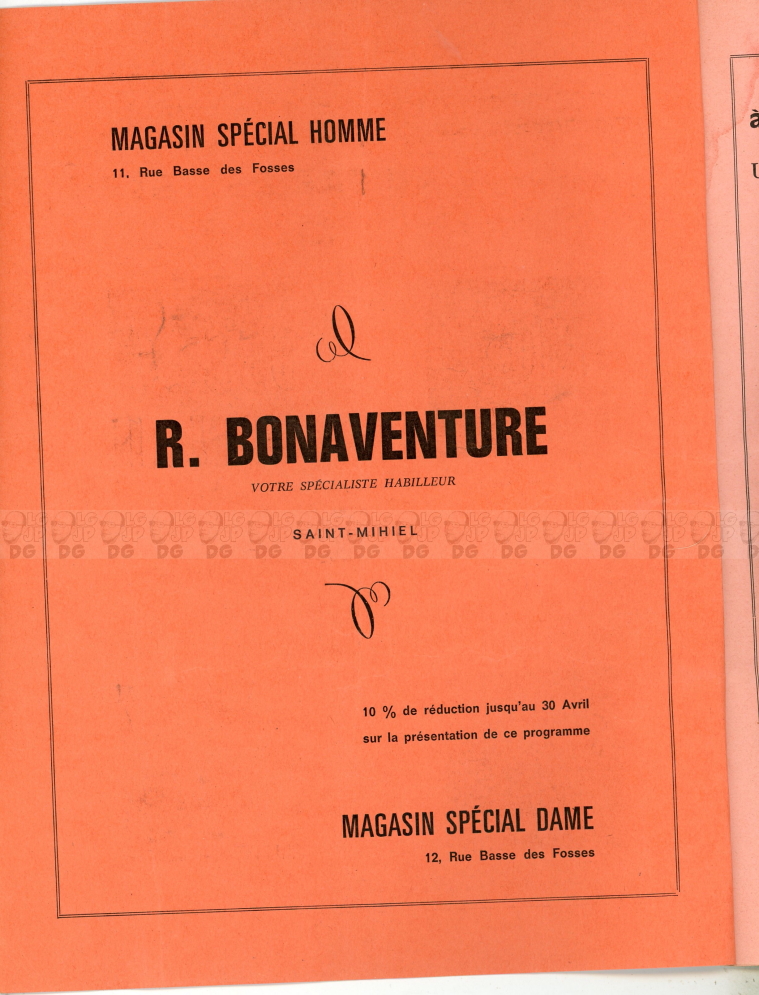 MAGASIN SPÉCIAL HOMME
11, Rue Basse des Fosses
R. BONAVENTURE
VOTRE SPÉCIALISTE HABILLEUR
SAINT-MIHIEL
10 % de réduction jusqu'au 30 Avril
sur la présentation de ce programme
MAGASIN SPÉCIAL DAME
12, Rue Basse des Fosses
à